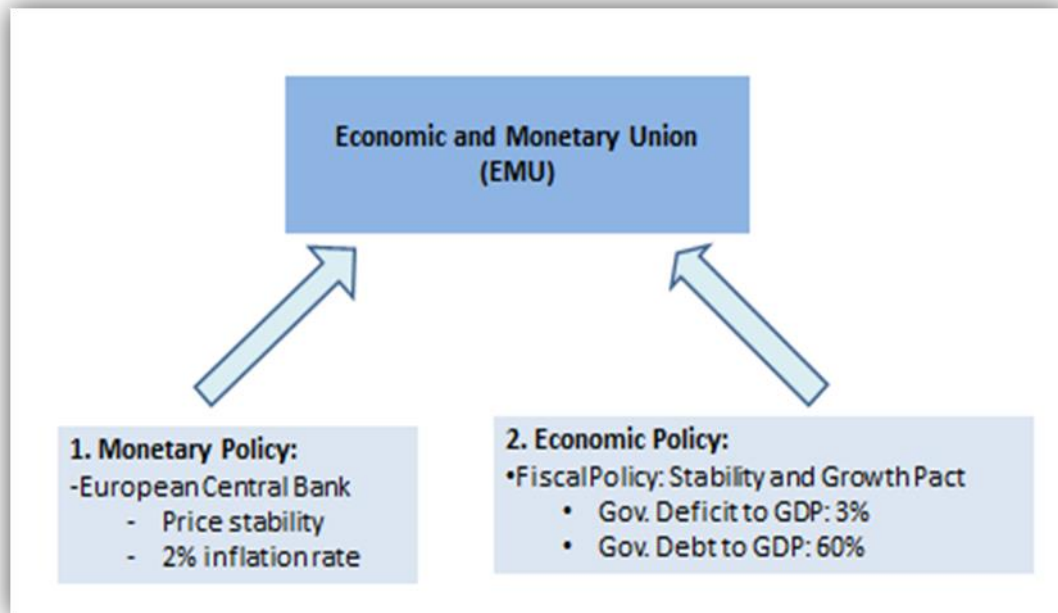 Economic and Monetary Union
(EMU)
1. Monetary Policy:
-European Central Bank
- Price stability
- 2% inflation rate
2. Economic Policy:
•Fiscal Policy: Stability and Growth Pact
• Gov. Deficit to GDP: 3%
• Gov. Debt to GDP: 60%